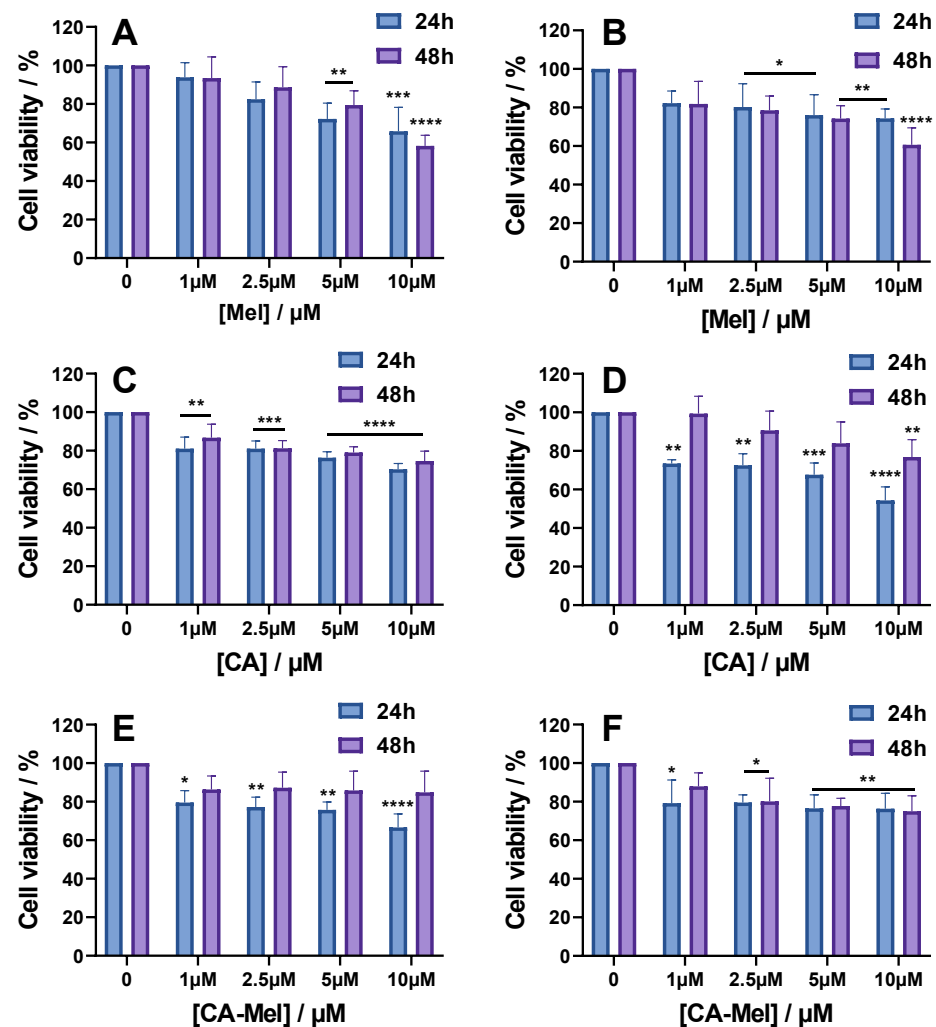 A
24h
48h
Cell viability / %
120
100
80
60
40
20
0
** *** ****
0 1µM 2.5µM 5µM 10µM
[Mel] / µM
B
24h
48h
Cell viability / %
120
100
80
60
40
20
0
* ** ****
0 1µM 2.5µM 5µM 10µM
[Mel] / µM
C
24h
48h
Cell viability / %
120
100
80
60
40
20
0
** *** ****
0 1µM 2.5µM 5µM 10µM
[CA] / µM
D
24h
48h
Cell viability / %
120
100
80
60
40
20
0
** ** *** **** **
0 1µM 2.5µM 5µM 10µM
[CA] / µM
E
24h
48h
Cell viability / %
120
100
80
60
40
20
0
* ** ** ****
0 1µM 2.5µM 5µM 10µM
[CA-Mel] / µM
F
24h
48h
Cell viability / %
120
100
80
60
40
20
0
* * **
0 1µM 2.5µM 5µM 10µM
[CA-Mel] / µM